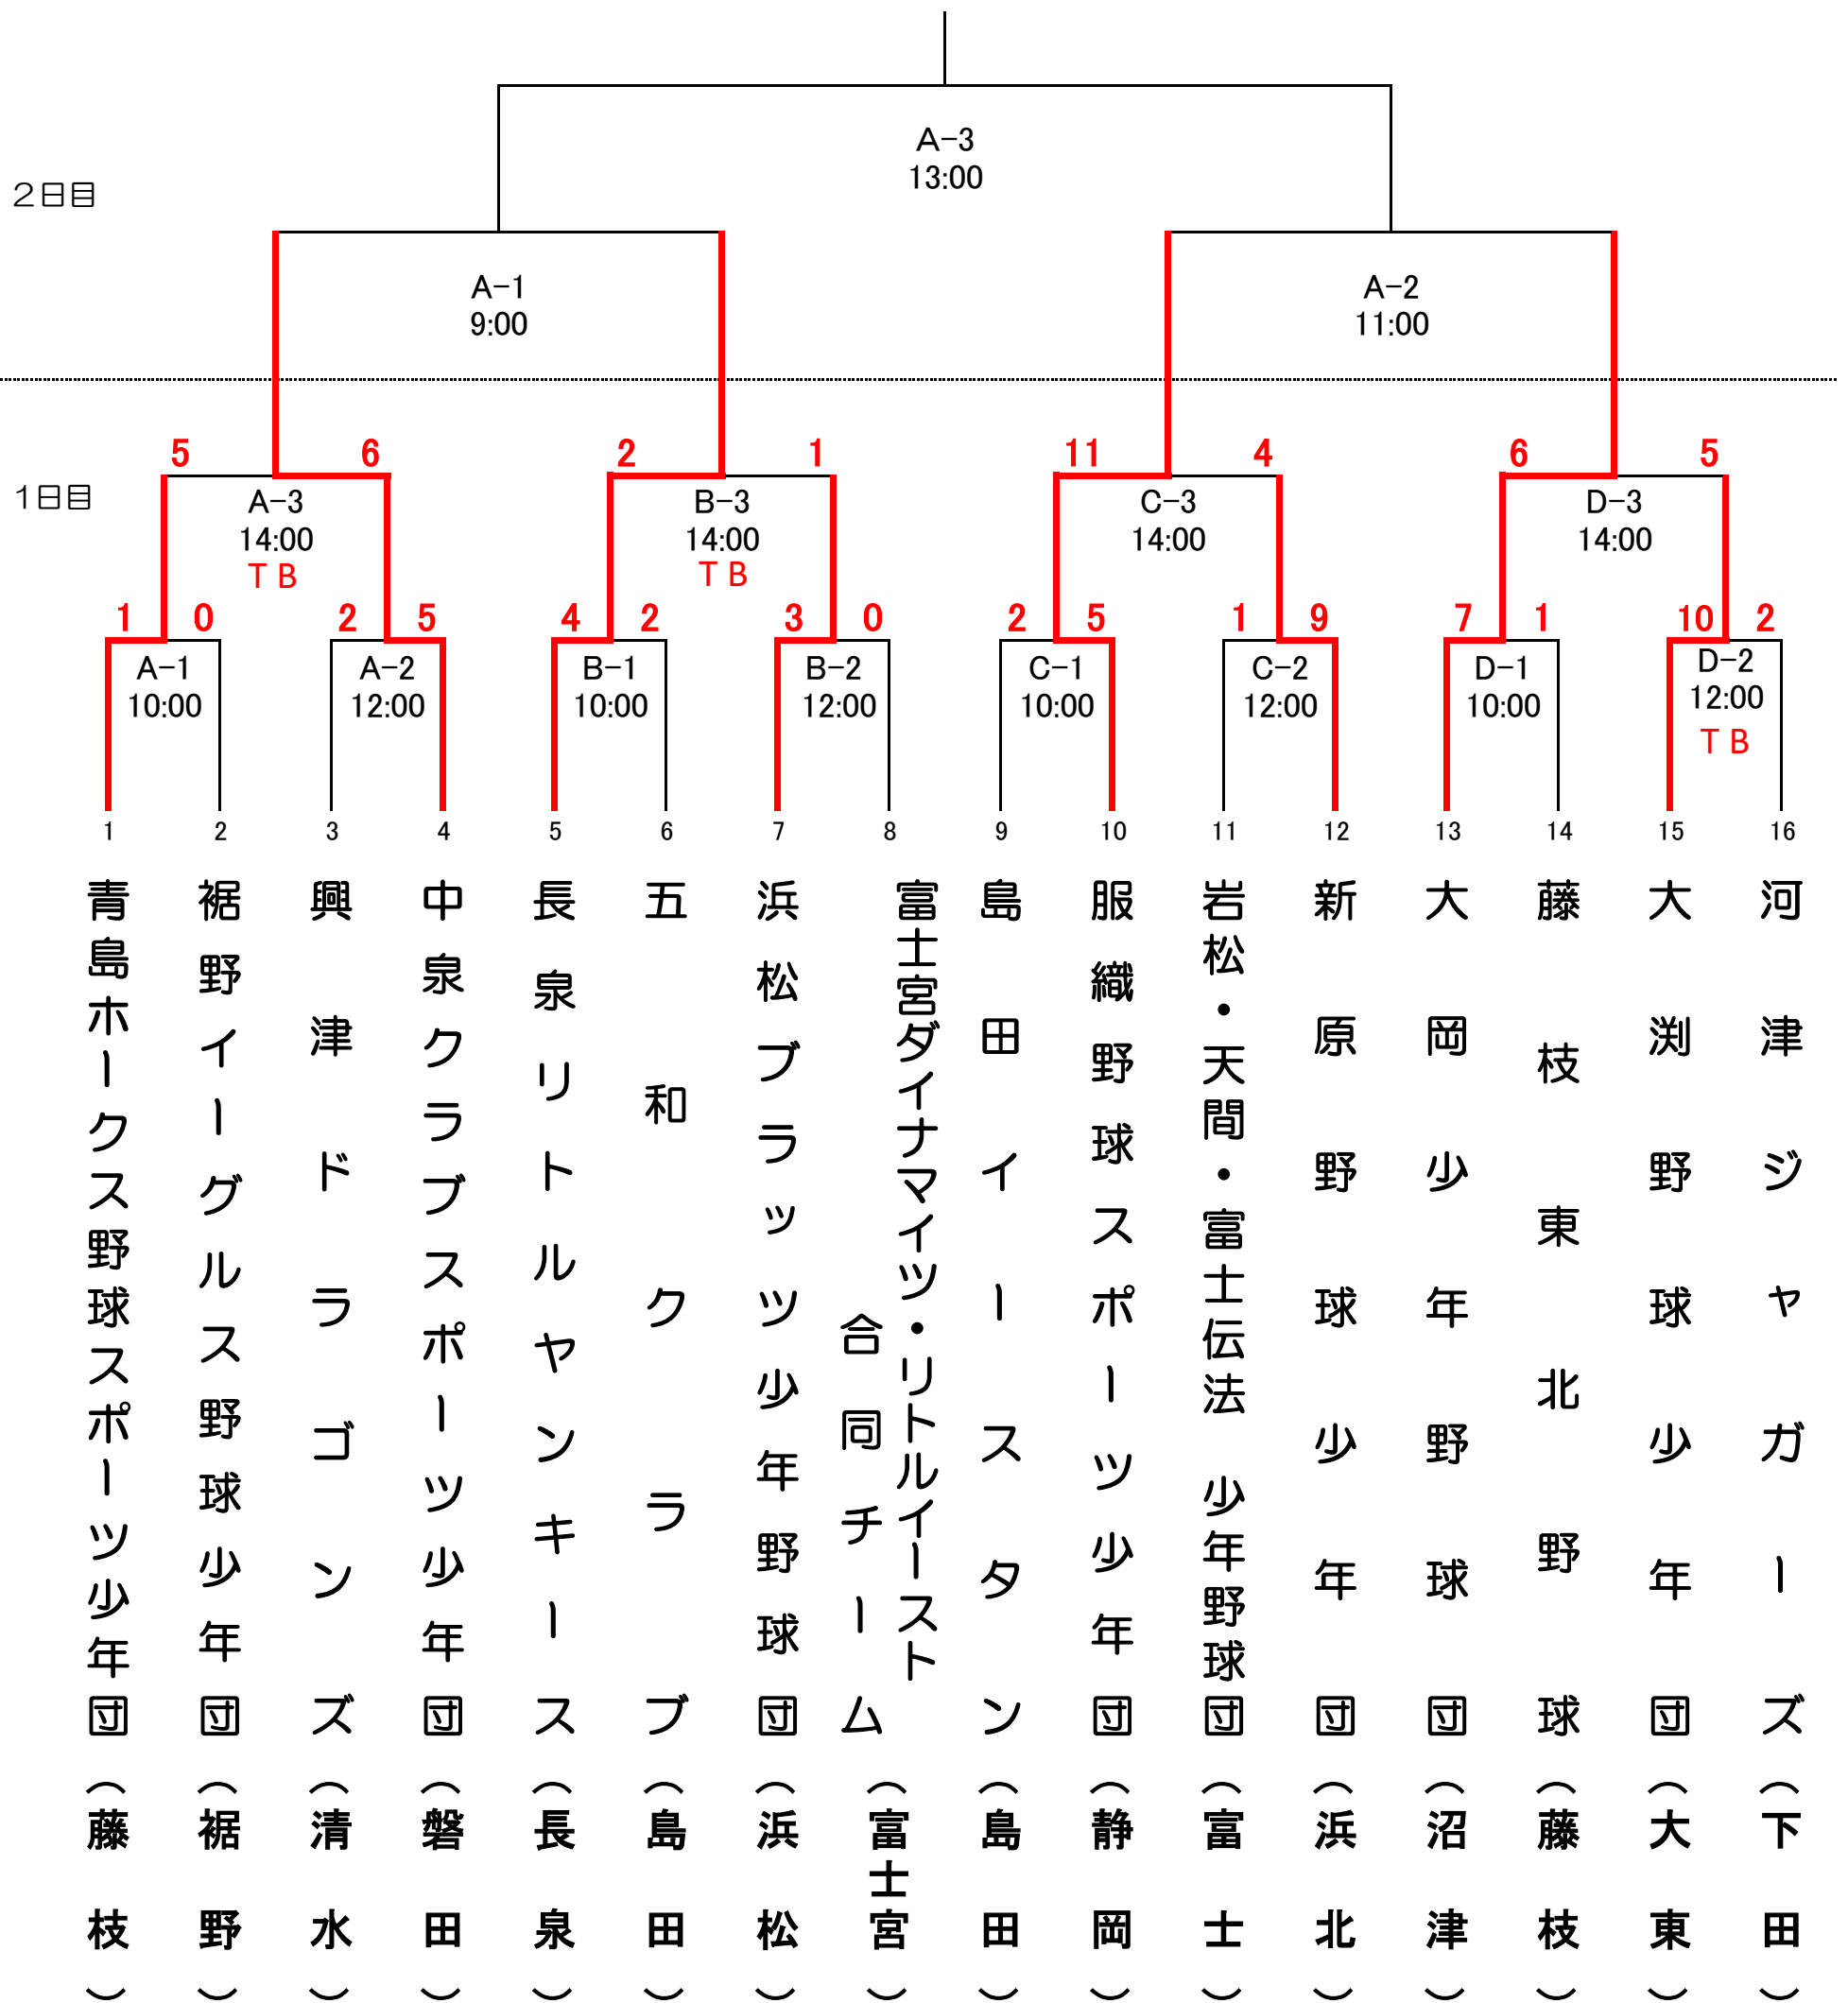 A-3
13:00
2日目
A-1
9:00
A-2
11:00
1日目
5 6 2 1 11 4 6 5
A-3 B-3 C-3 D-3
14:00 14:00 14:00 14:00
TB TB
1 0 2 5 4 2 3 0 2 5 1 9 7 1 10 2
A-1 A-2 B-1 B-2 C-1 C-2 D-1 D-2
10:00 12:00 10:00 12:00 10:00 12:00 10:00 12:00
TB
1 2 3 4 5 6 7 8 9 10 11 12 13 14 15 16
青島ホークス野球スポーツ少年団(藤枝)
裾野イーグルス野球少年団(裾野)
興津ドラゴンズ(清水)
中泉クラブスポーツ少年団(磐田)
長泉リトルヤンキース(長泉)
五和クラブ(島田)
浜松ブラッツ少年野球団(浜松)
富士宮ダイナマイツ・リトルイースト
合同チーム(富士宮)
島田イースタン(島田)
服織野球スポーツ少年団(静岡)
岩松・天間・富士伝法 少年野球団(富士)
新原野球少年団(浜北)
大岡少年野球団(沼津)
藤枝東北野球(藤枝)
大渕野球少年団(大東)
河津ジャガーズ(下田)